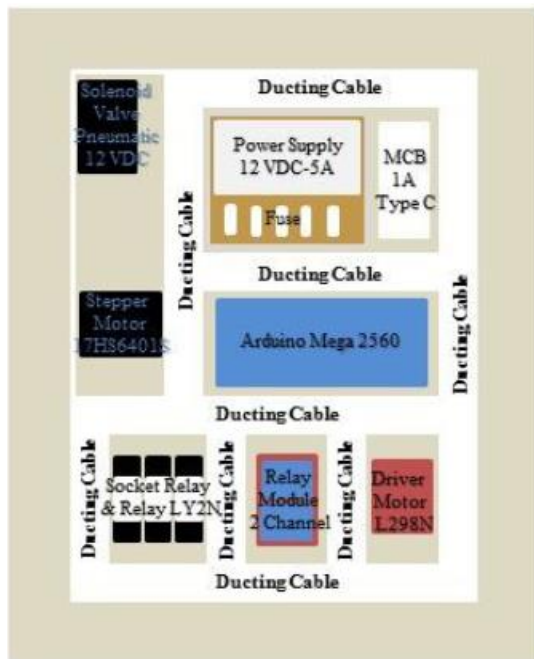 Ducting Cable
Solenoid
Valve
Pneumatic
12 VDC
Power Supply
12 VDC-5A
MCB
1A
Type C
Fuse
Ducting Cable
Ducting Cable
Ducting Cable
Stepper
Motor
17HS6401S
Arduino Mega 2560
Ducting Cable
Ducting Cable
Socket Relay
& Relay LY2N
Ducting Cable
Relay
Module
2 Channel
Ducting Cable
Driver
Motor
L298N
Ducting Cable